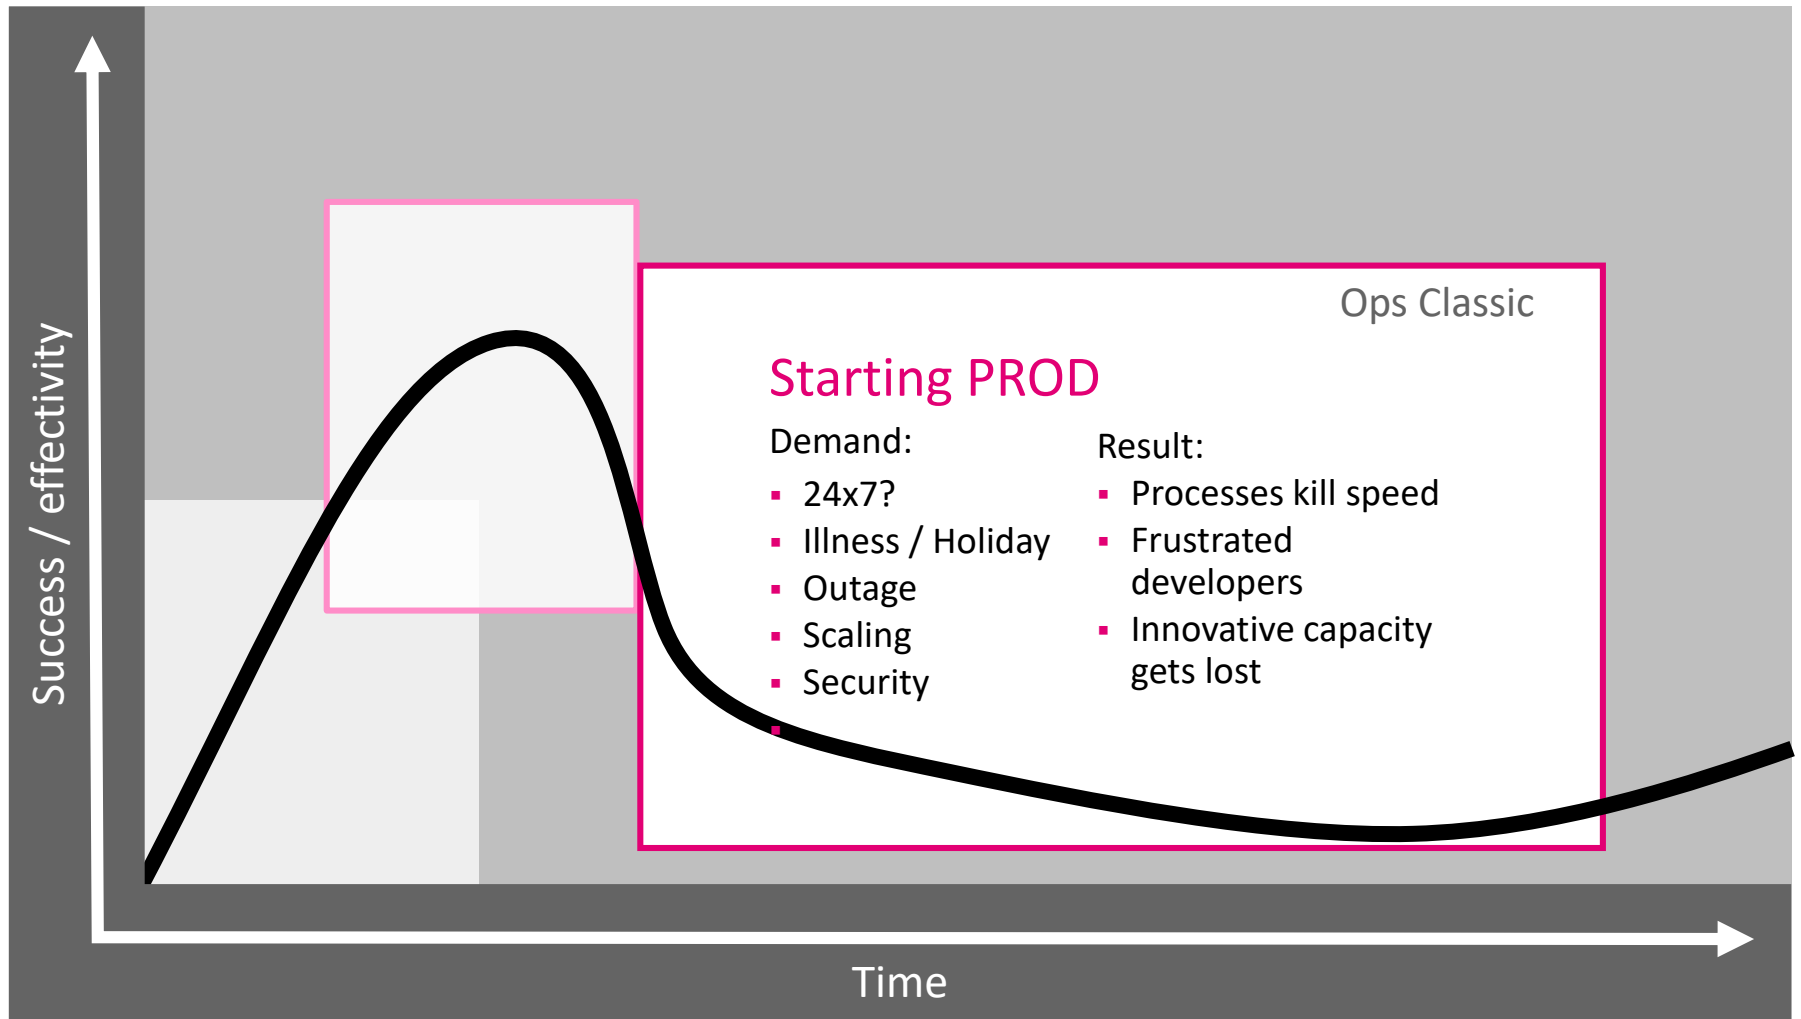 Success / effectivity
Ops Classic
Starting PROD
Demand:
24x7?
Illness / Holiday
Outage
Scaling
Security
Result:
Processes kill speed
Frustrated
developers
Innovative capacity
gets lost
Time